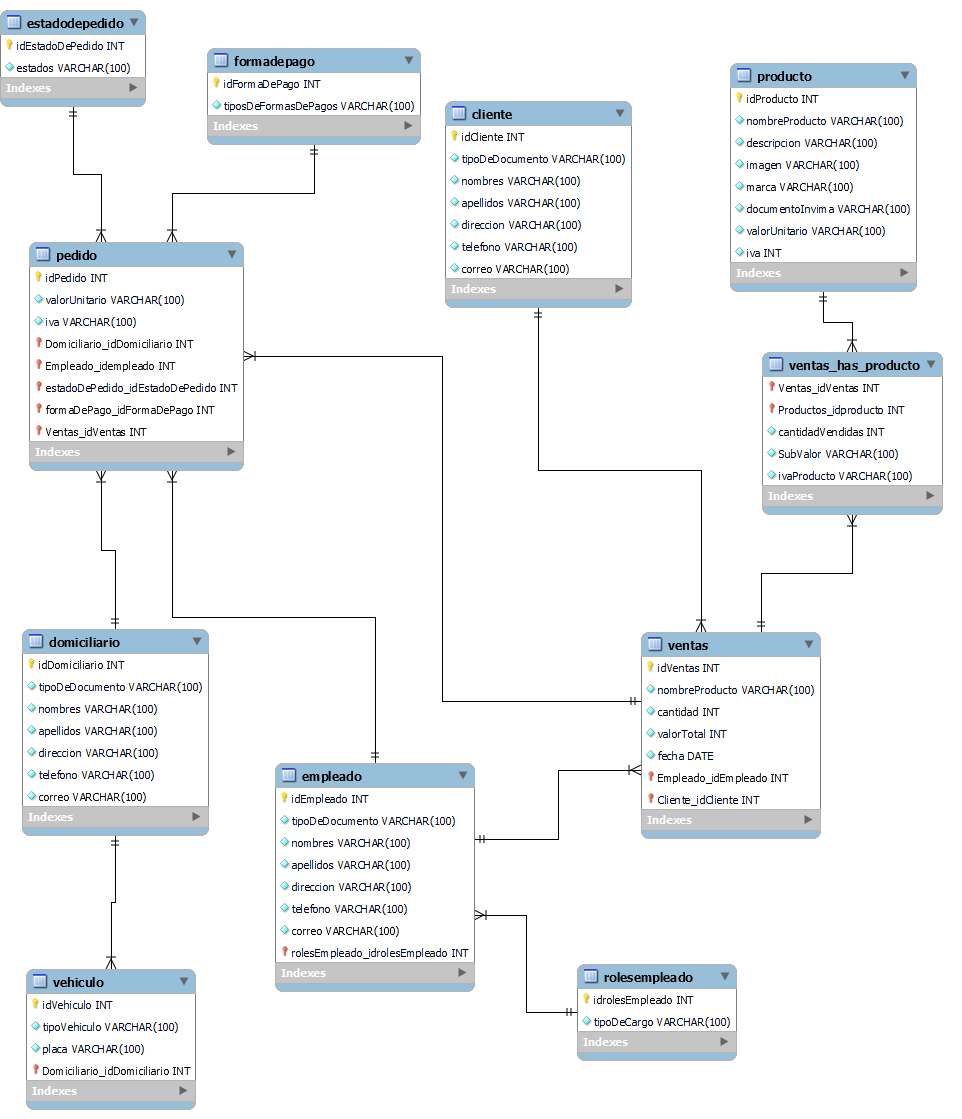 estadodepedido
idEstadoDePedido INT
estados VARCHAR(100)
Indexes
formadepago
idFormaDePago INT
tiposDeFormasDePagos VARCHAR(100)
Indexes
cliente
idCliente INT
tipoDeDocumento VARCHAR(100)
nombres VARCHAR(100)
apellidos VARCHAR(100)
direccion VARCHAR(100)
telefono VARCHAR(100)
correo VARCHAR(100)
Indexes
producto
idProducto INT
nombreProducto VARCHAR(100)
descripcion VARCHAR(100)
imagen VARCHAR(100)
marca VARCHAR(100)
documentoInvima VARCHAR(100)
valorUnitario VARCHAR(100)
iva INT
Indexes
pedido
idPedido INT
valorUnitario VARCHAR(100)
iva VARCHAR(100)
Domiciliario_idDomiciliario INT
Empleado_idempleado INT
estadoDePedido_idEstadoDePedido INT
formaDePago_idFormaDePago INT
Ventas_idVentas INT
Indexes
ventas_has_producto
Ventas_idVentas INT
Productos_idproducto INT
cantidadVendidas INT
SubValor VARCHAR(100)
ivaProducto VARCHAR(100)
Indexes
domiciliario
idDomiciliario INT
tipoDeDocumento VARCHAR(100)
nombres VARCHAR(100)
apellidos VARCHAR(100)
direccion VARCHAR(100)
telefono VARCHAR(100)
correo VARCHAR(100)
Indexes
ventas
idVentas INT
nombreProducto VARCHAR(100)
cantidad INT
valorTotal INT
fecha DATE
Empleado_idEmpleado INT
Cliente_idCliente INT
Indexes
empleado
idEmpleado INT
tipoDeDocumento VARCHAR(100)
nombres VARCHAR(100)
apellidos VARCHAR(100)
direccion VARCHAR(100)
telefono VARCHAR(100)
correo VARCHAR(100)
rolesEmpleado_idrolesEmpleado INT
Indexes
vehiculo
idVehiculo INT
tipoVehiculo VARCHAR(100)
placa VARCHAR(100)
Domiciliario_idDomiciliario INT
Indexes
rolesempleado
idrolesEmpleado INT
tipoDeCargo VARCHAR(100)
Indexes